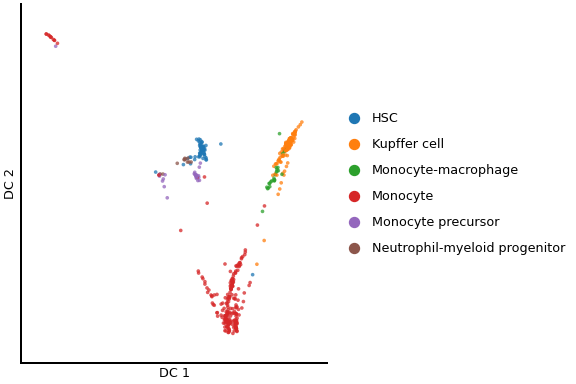 HSC
Kupffer cell
Monocyte-macrophage
Monocyte
Monocyte precursor
Neutrophil-myeloid progenitor
DC 2
DC 1